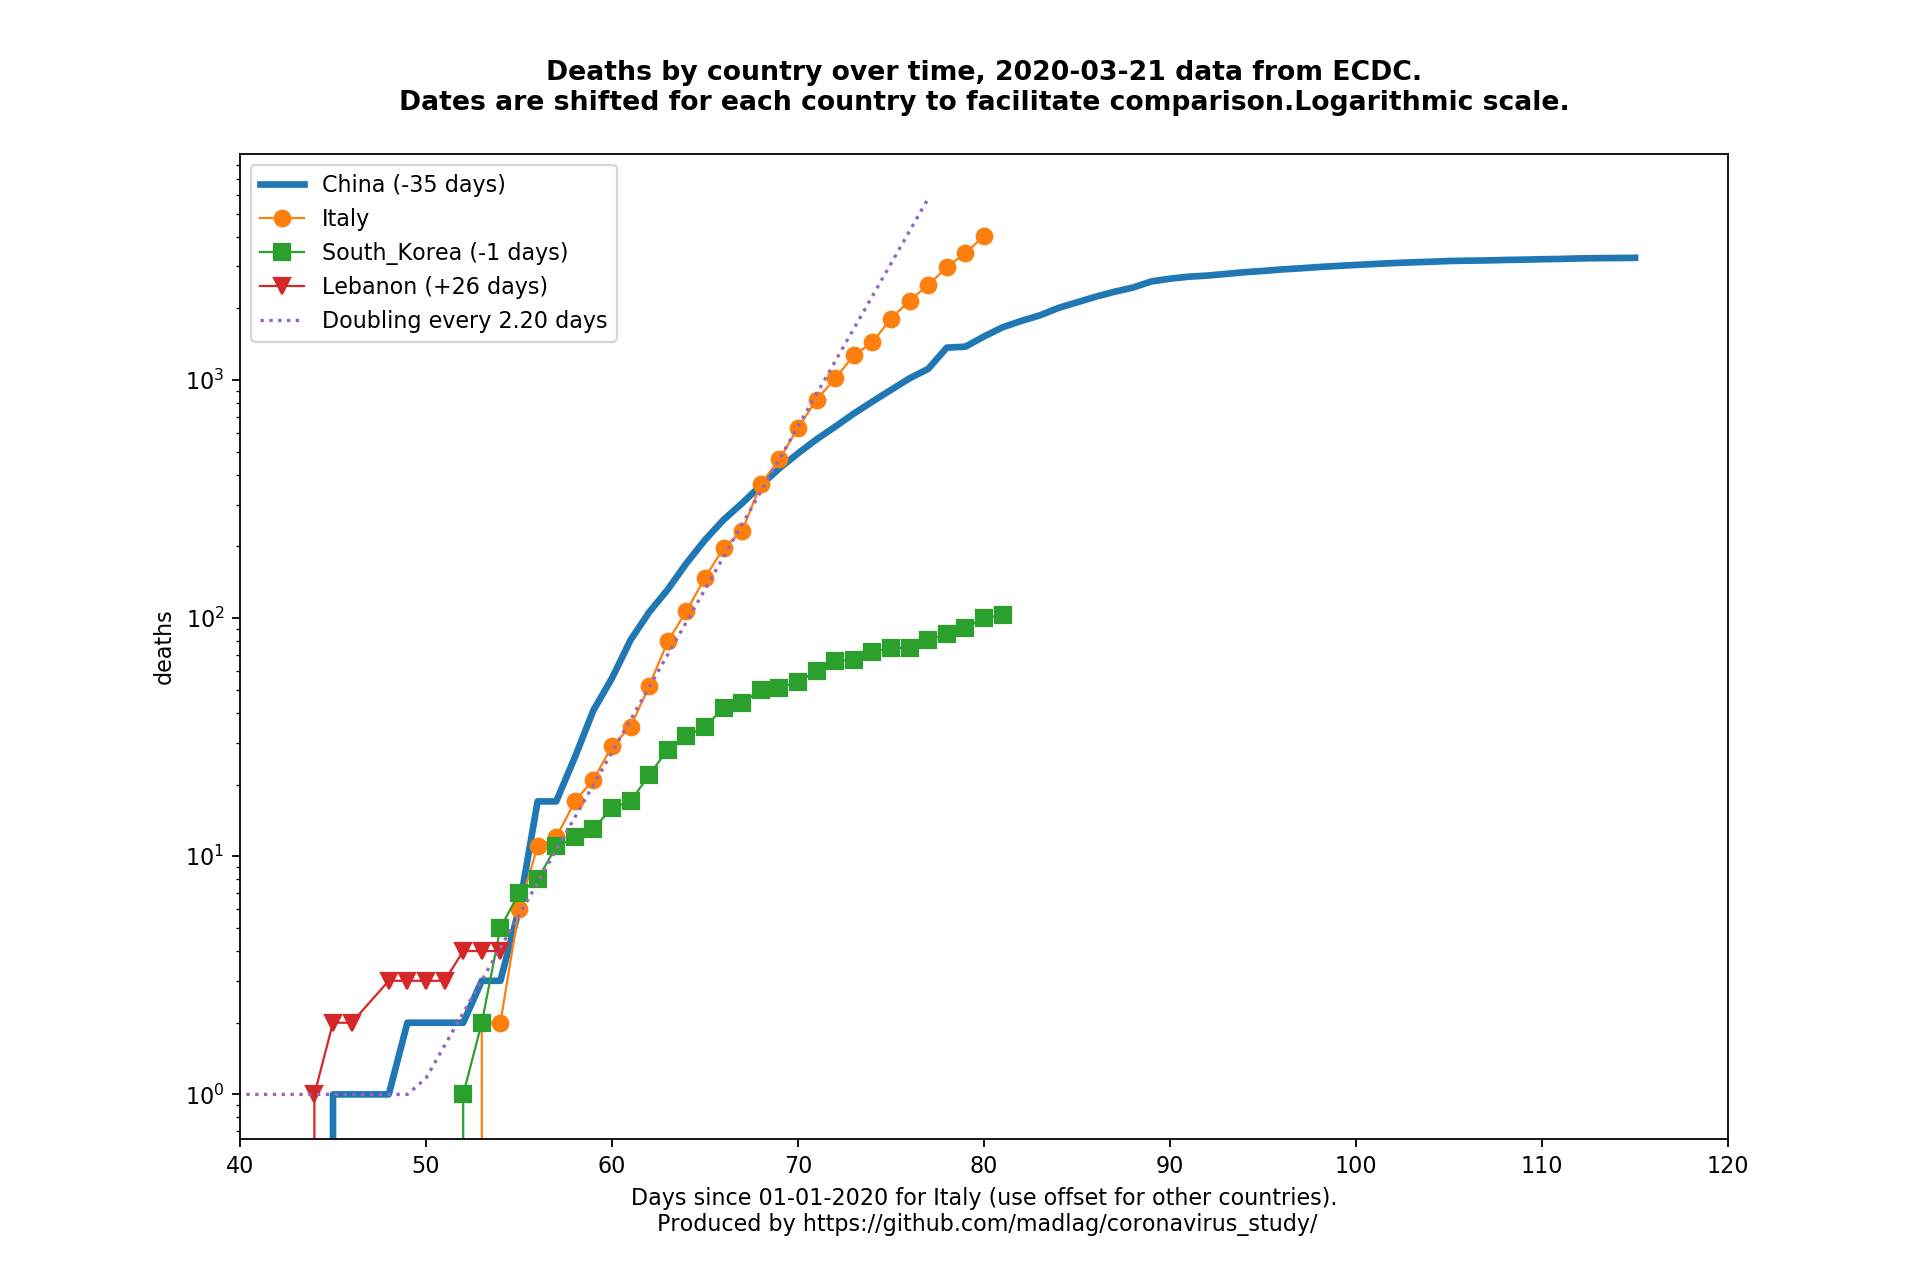 Deaths by country over time, 2020-03-21 data from ECDC.
Dates are shifted for each country to facilitate comparison.Logarithmic scale.
China (-35 days)
Italy
South_Korea (-1 days)
Lebanon (+26 days)
Doubling every 2.20 days
10³
10²
10¹
10⁰
deaths
40 50 60 70 80 90 100 110 120
Days since 01-01-2020 for Italy (use offset for other countries).
Produced by https://github.com/madlag/coronavirus_study/